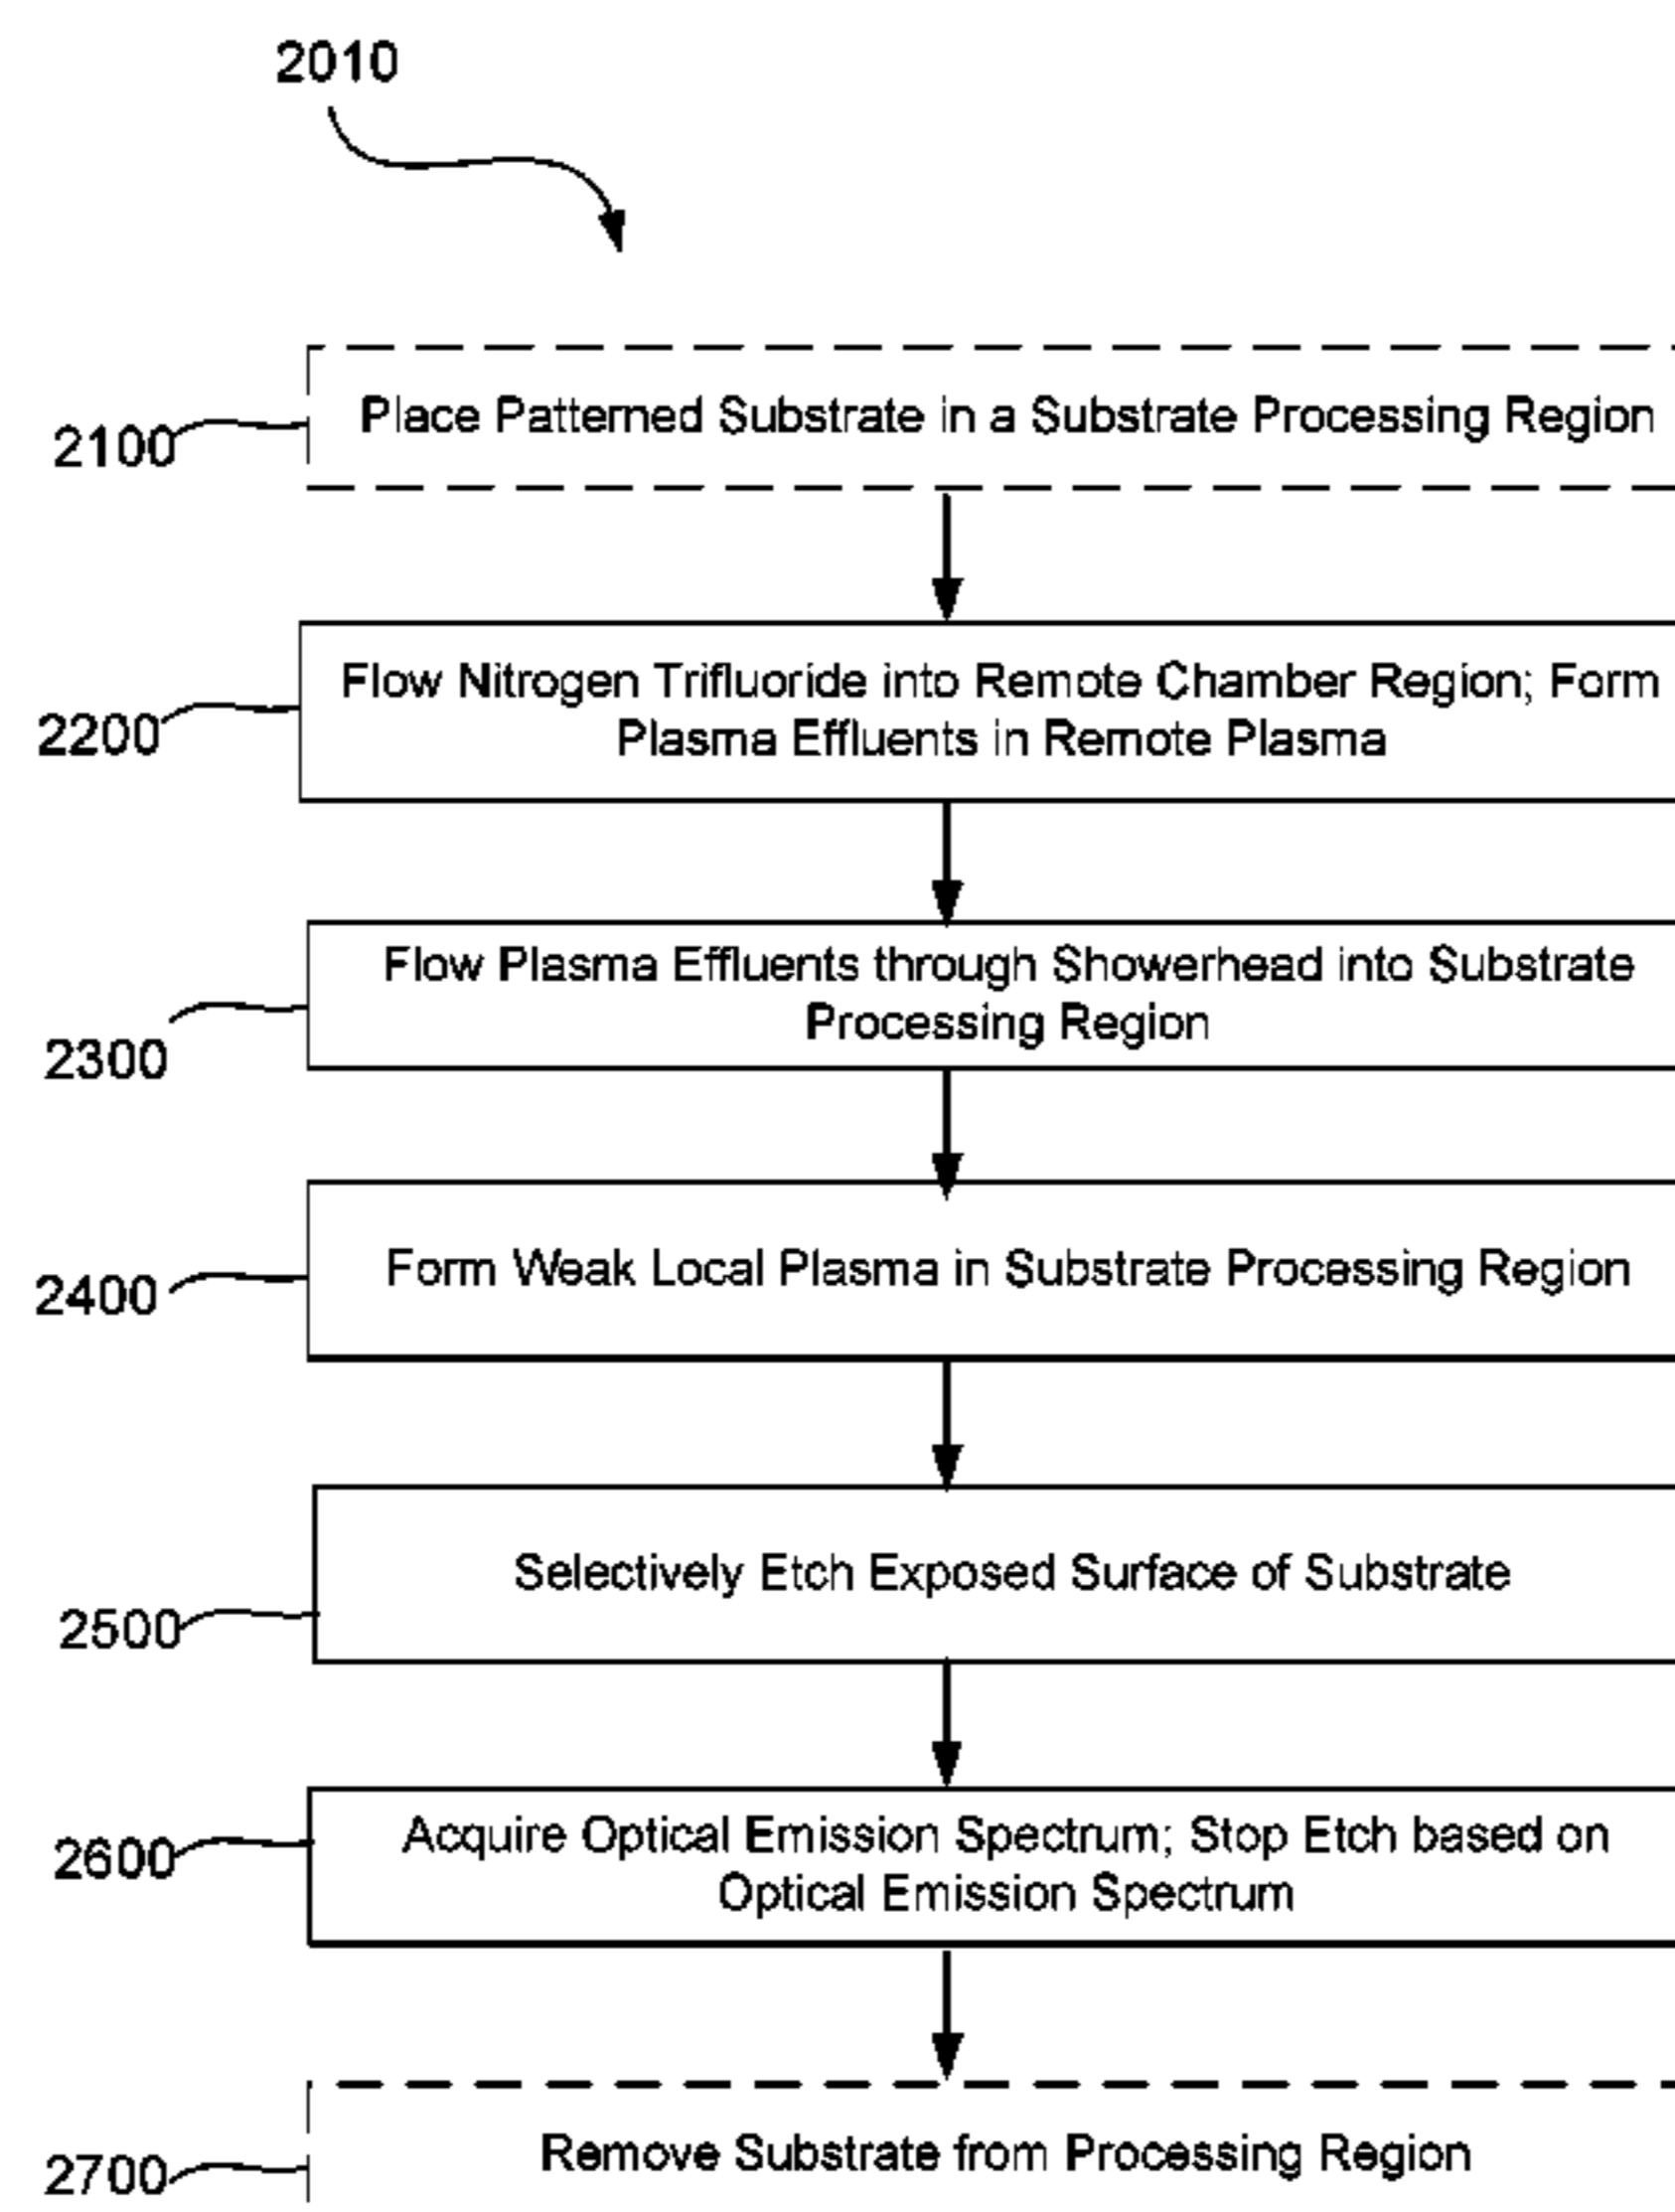 2010
2100
Place Patterned Substrate in a Substrate Processing Region
2200
Flow Nitrogen Trifluoride into Remote Chamber Region; Form
Plasma Effluents in Remote Plasma
2300
Flow Plasma Effluents through Showerhead into Substrate
Processing Region
2400
Form Weak Local Plasma in Substrate Processing Region
2500
Selectively Etch Exposed Surface of Substrate
2600
Acquire Optical Emission Spectrum; Stop Etch based on
Optical Emission Spectrum
2700
Remove Substrate from Processing Region